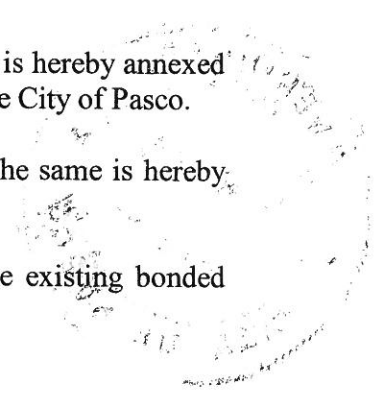 is hereby annexed
e City of Pasco.
he same is hereby
e existing bonded